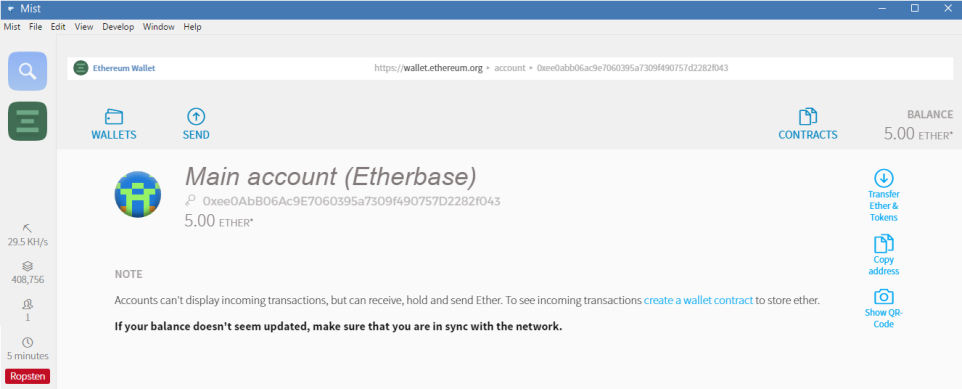 Mist
Mist File Edit View Develop Window Help
Ethereum Wallet https://wallet.ethereum.org ▸ account ▸ 0xee0abb06ac9e7060395a7309f490757d2282f043
WALLETS SEND CONTRACTS BALANCE
5.00 ETHER*
Main account (Etherbase)
0xee0AbB06Ac9E7060395a7309f490757D2282f043
5.00 ETHER*
Transfer
Ether &
Tokens
Copy
address
Show QR-
Code
NOTE
Accounts can't display incoming transactions, but can receive, hold and send Ether. To see incoming transactions create a wallet contract to store ether.
If your balance doesn't seem updated, make sure that you are in sync with the network.
29.5 KH/s
408,756
1
5 minutes
Ropsten